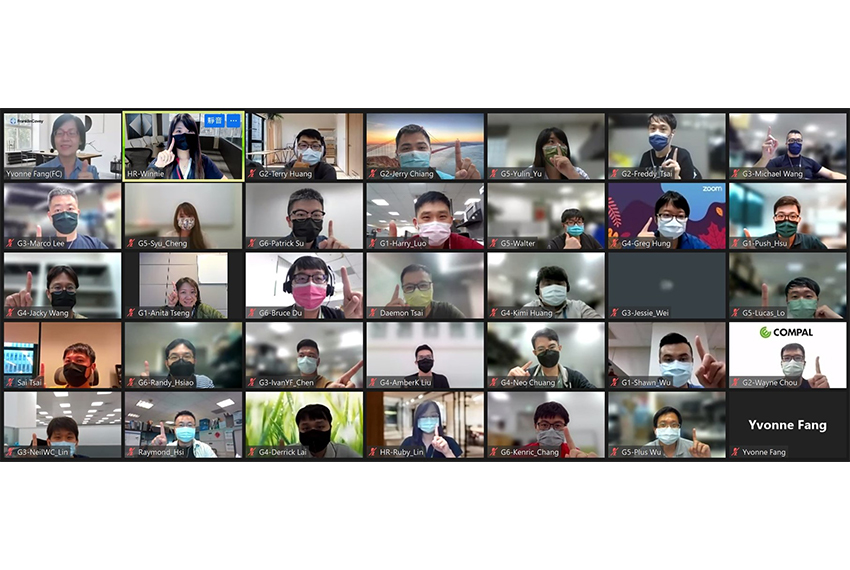 FranklinCovey
Yvonne Fang(FC)
HR-Winnie
靜音
...
G2-Terry Huang
G2-Jerry Chiang
G5-Yulin_Yu
G2-Freddy_Tsai
G3-Michael Wang
G3-Marco Lee
G5-Syu_Cheng
G6-Patrick Su
G1-Harry_Luo
G5-Walter
zoom
G4-Greg Hung
G1-Push_Hsu
G4-Jacky Wang
G1-Anita Tseng /
G6-Bruce Du
Daemon Tsai
G4-Kimi Huang
G3-Jessie_Wei
G5-Lucas_Lo
Sai Tsai
G6-Randy_Hsiao
G3-IvanYF_Chen
G4-AmberK Liu
G4-Neo Chuang
G1-Shawn_Wu
COMPAL
G2-Wayne Chou
G3-NeilWC_Lin
Raymond_Hsi
G4-Derrick Lai
HR-Ruby_Lin
G6-Kenric_Chang
G5-Plus Wu
Yvonne Fang
Yvonne Fang